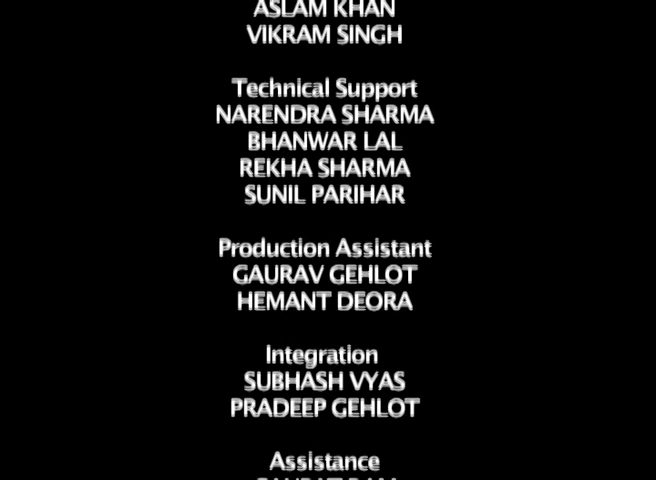 ASLAM KHAN
VIKRAM SINGH
Technical Support
NARENDRA SHARMA
BHANWAR LAL
REKHA SHARMA
SUNIL PARIHAR
Production Assistant
GAURAV GEHLOT
HEMANT DEORA
Integration
SUBHASH VYAS
PRADEEP GEHLOT
Assistance